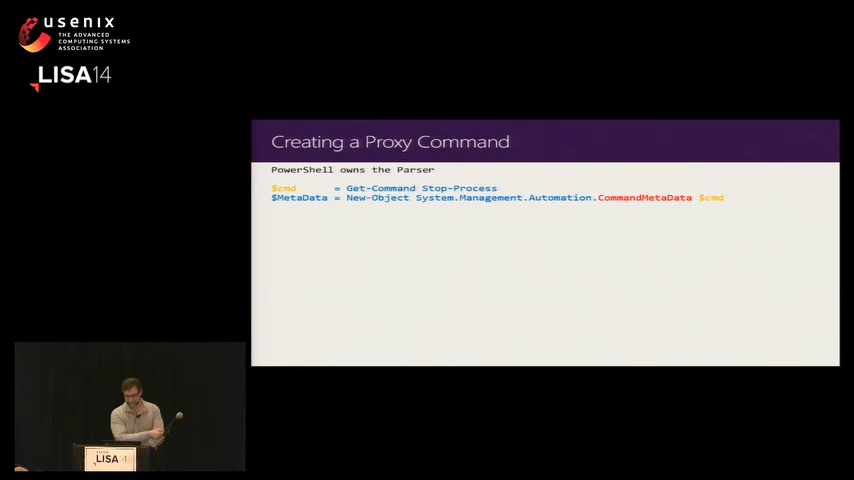 usenix
THE ADVANCED
COMPUTING SYSTEMS
ASSOCIATION
LISA14
Creating a Proxy Command
PowerShell owns the Parser
$cmd = Get-Command Stop-Process
$MetaData = New-Object System.Management.Automation.CommandMetaData $cmd
LISA'14